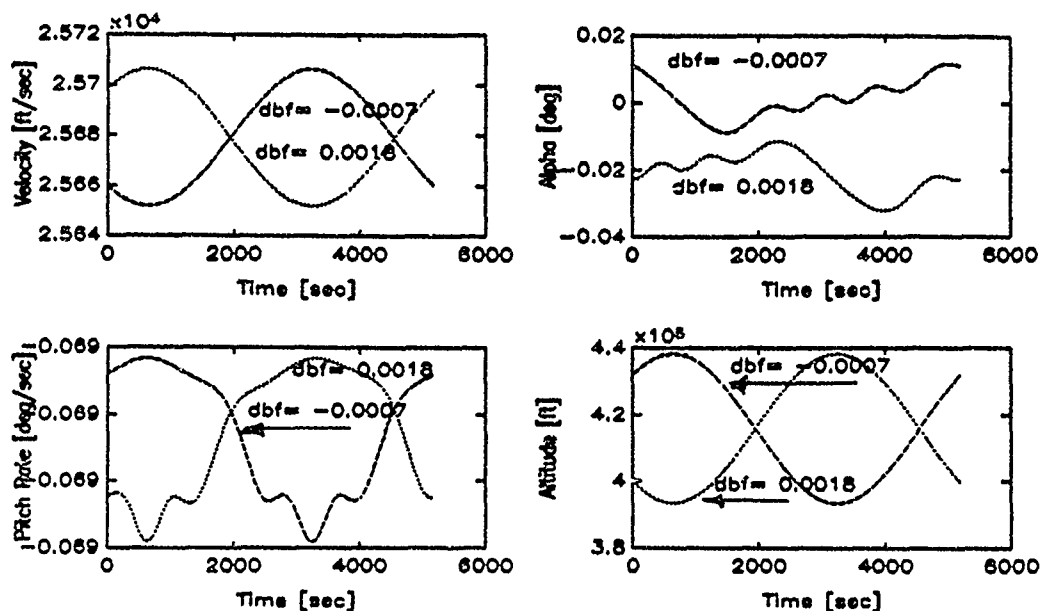 ×10⁴
2.572
2.57
2.568
2.566
2.564
Velocity [ft/sec]
dbf= -0.0007
dbf= 0.0018
0 2000 4000 6000
Time [sec]
0.02
0
-0.02
-0.04
Alpha [deg]
dbf= -0.0007
dbf= 0.0018
0 2000 4000 6000
Time [sec]
0.069
0.069
0.069
0.069
Pitch Rate [deg/sec]
dbf= 0.0018
dbf= -0.0007
0 2000 4000 6000
Time [sec]
4.4
4.2
4
3.8
Altitude [ft]
dbf= -0.0007
dbf= 0.0018
0 2000 4000 6000
Time [sec]